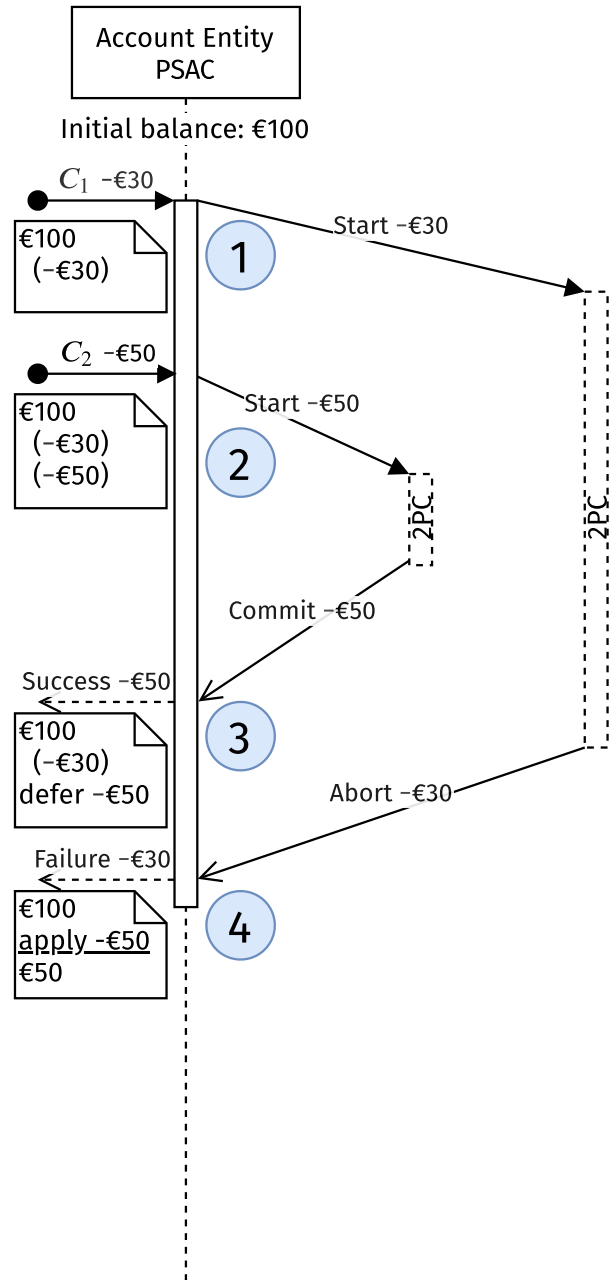 Account Entity
PSAC
Initial balance: €100
C1 −€30
Start −€30
€100
(−€30)
1
C2 −€50
Start −€50
€100
(−€30)
(−€50)
2
2PC
2PC
Commit −€50
Success −€50
€100
(−€30)
defer −€50
3
Abort −€30
Failure −€30
€100
apply -€50
€50
4